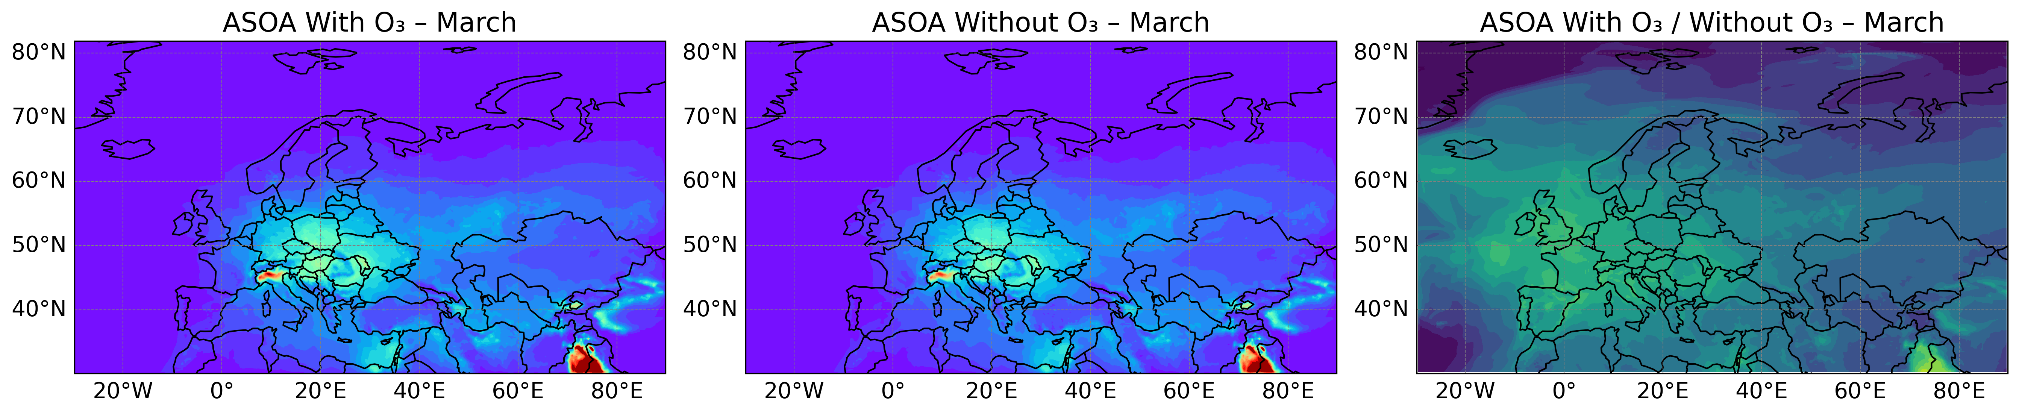 ASOA With O₃ – March
ASOA Without O₃ – March
ASOA With O₃ / Without O₃ – March
80°N
70°N
60°N
50°N
40°N
20°W 0° 20°E 40°E 60°E 80°E
80°N
70°N
60°N
50°N
40°N
20°W 0° 20°E 40°E 60°E 80°E
80°N
70°N
60°N
50°N
40°N
20°W 0° 20°E 40°E 60°E 80°E